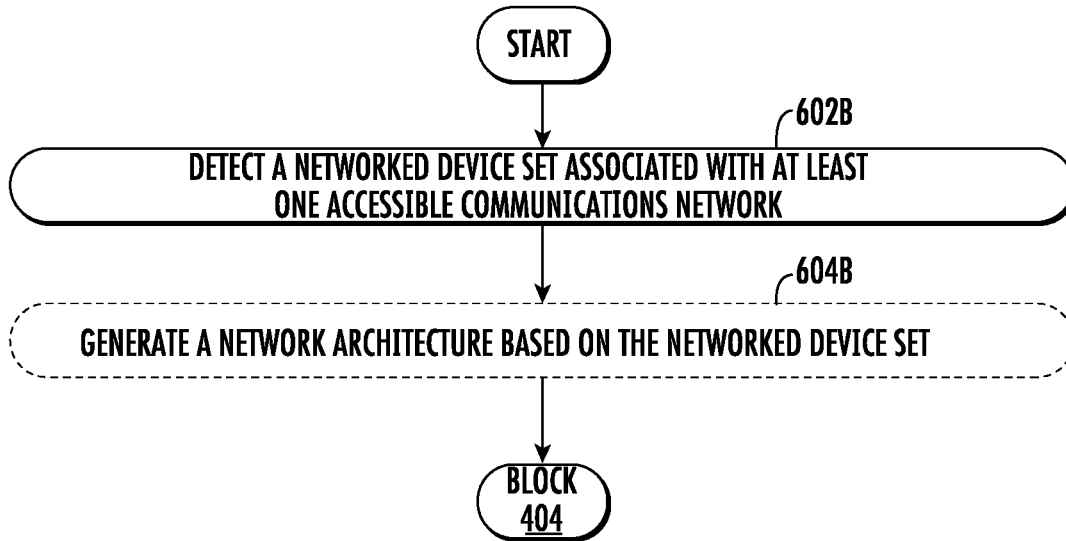 START
602B
DETECT A NETWORKED DEVICE SET ASSOCIATED WITH AT LEAST
ONE ACCESSIBLE COMMUNICATIONS NETWORK
604B
GENERATE A NETWORK ARCHITECTURE BASED ON THE NETWORKED DEVICE SET
BLOCK
404